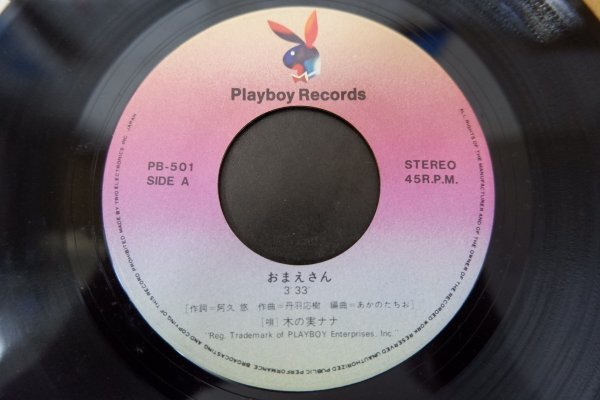 Playboy Records
PB-501
SIDE A
STEREO
45R.P.M.
おまえさん
3'33"
[作詞=阿久 悠 作曲=丹羽応樹 編曲=あかのたちお]
[唄] 木の実ナナ
"Reg. Trademark of PLAYBOY Enterprises, Inc."
ALL RIGHTS OF THE MANUFACTURER AND OF THE OWNER OF THE RECORDED WORK RESERVED UNAUTHORIZED PUBLIC PERFORMANCE BROADCASTING AND COPYING OF THIS RECORD PROHIBITED MADE BY TRIO ELECTRONICS INC. JAPAN